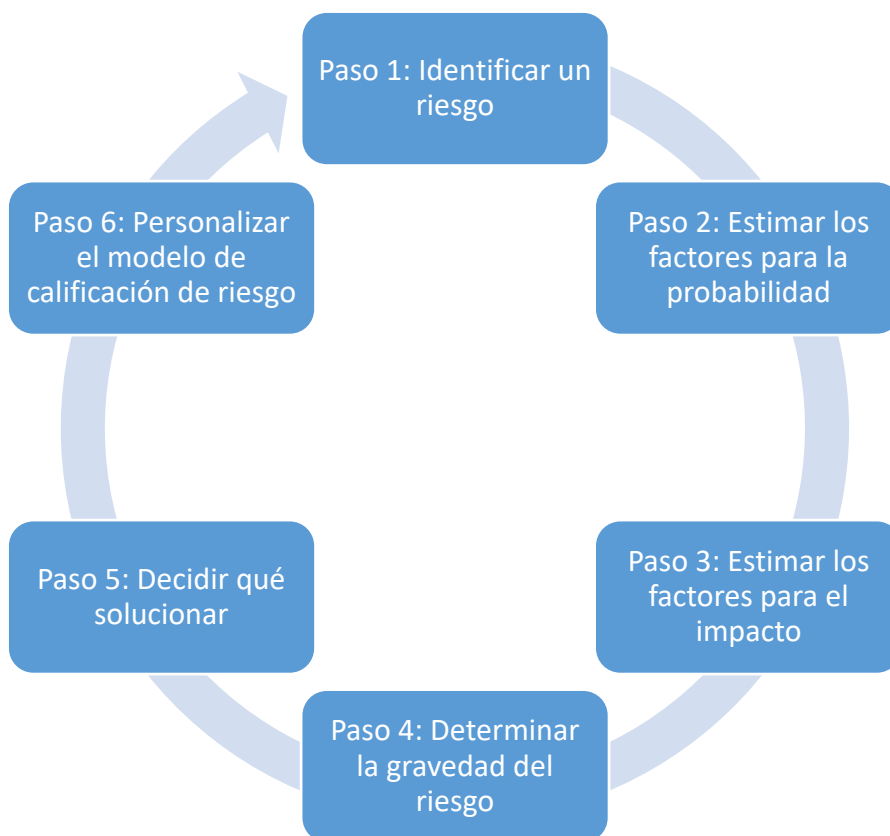 Paso 1: Identificar un
riesgo
Paso 2: Estimar los
factores para la
probabilidad
Paso 3: Estimar los
factores para el
impacto
Paso 4: Determinar
la gravedad del
riesgo
Paso 5: Decidir qué
solucionar
Paso 6: Personalizar
el modelo de
calificación de riesgo